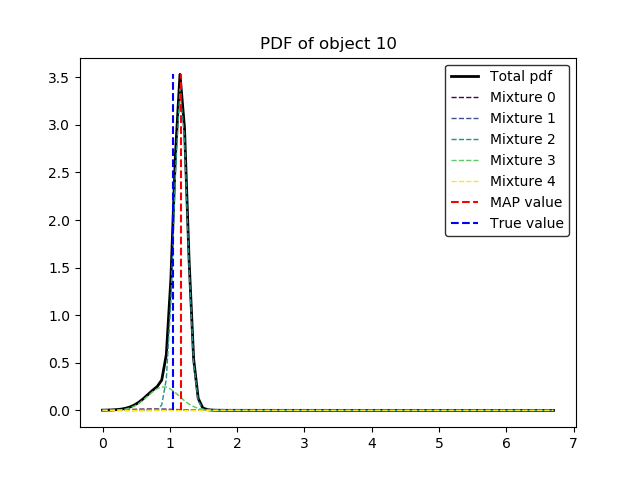 PDF of object 10
3.5
3.0
2.5
2.0
1.5
1.0
0.5
0.0
0 1 2 3 4 5 6 7
Total pdf
Mixture 0
Mixture 1
Mixture 2
Mixture 3
Mixture 4
MAP value
True value